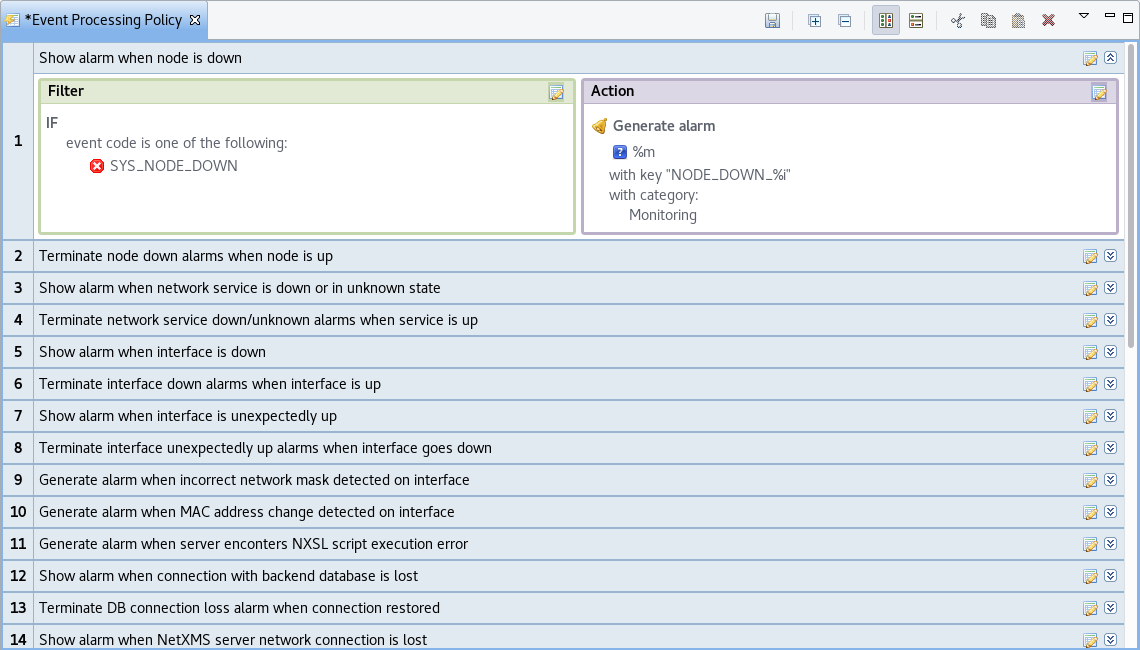 *Event Processing Policy
Show alarm when node is down
1
Filter
IF
event code is one of the following:
SYS_NODE_DOWN
Action
Generate alarm
? %m
with key "NODE_DOWN_%i"
with category:
Monitoring
2 Terminate node down alarms when node is up
3 Show alarm when network service is down or in unknown state
4 Terminate network service down/unknown alarms when service is up
5 Show alarm when interface is down
6 Terminate interface down alarms when interface is up
7 Show alarm when interface is unexpectedly up
8 Terminate interface unexpectedly up alarms when interface goes down
9 Generate alarm when incorrect network mask detected on interface
10 Generate alarm when MAC address change detected on interface
11 Generate alarm when server enconters NXSL script execution error
12 Show alarm when connection with backend database is lost
13 Terminate DB connection loss alarm when connection restored
14 Show alarm when NetXMS server network connection is lost